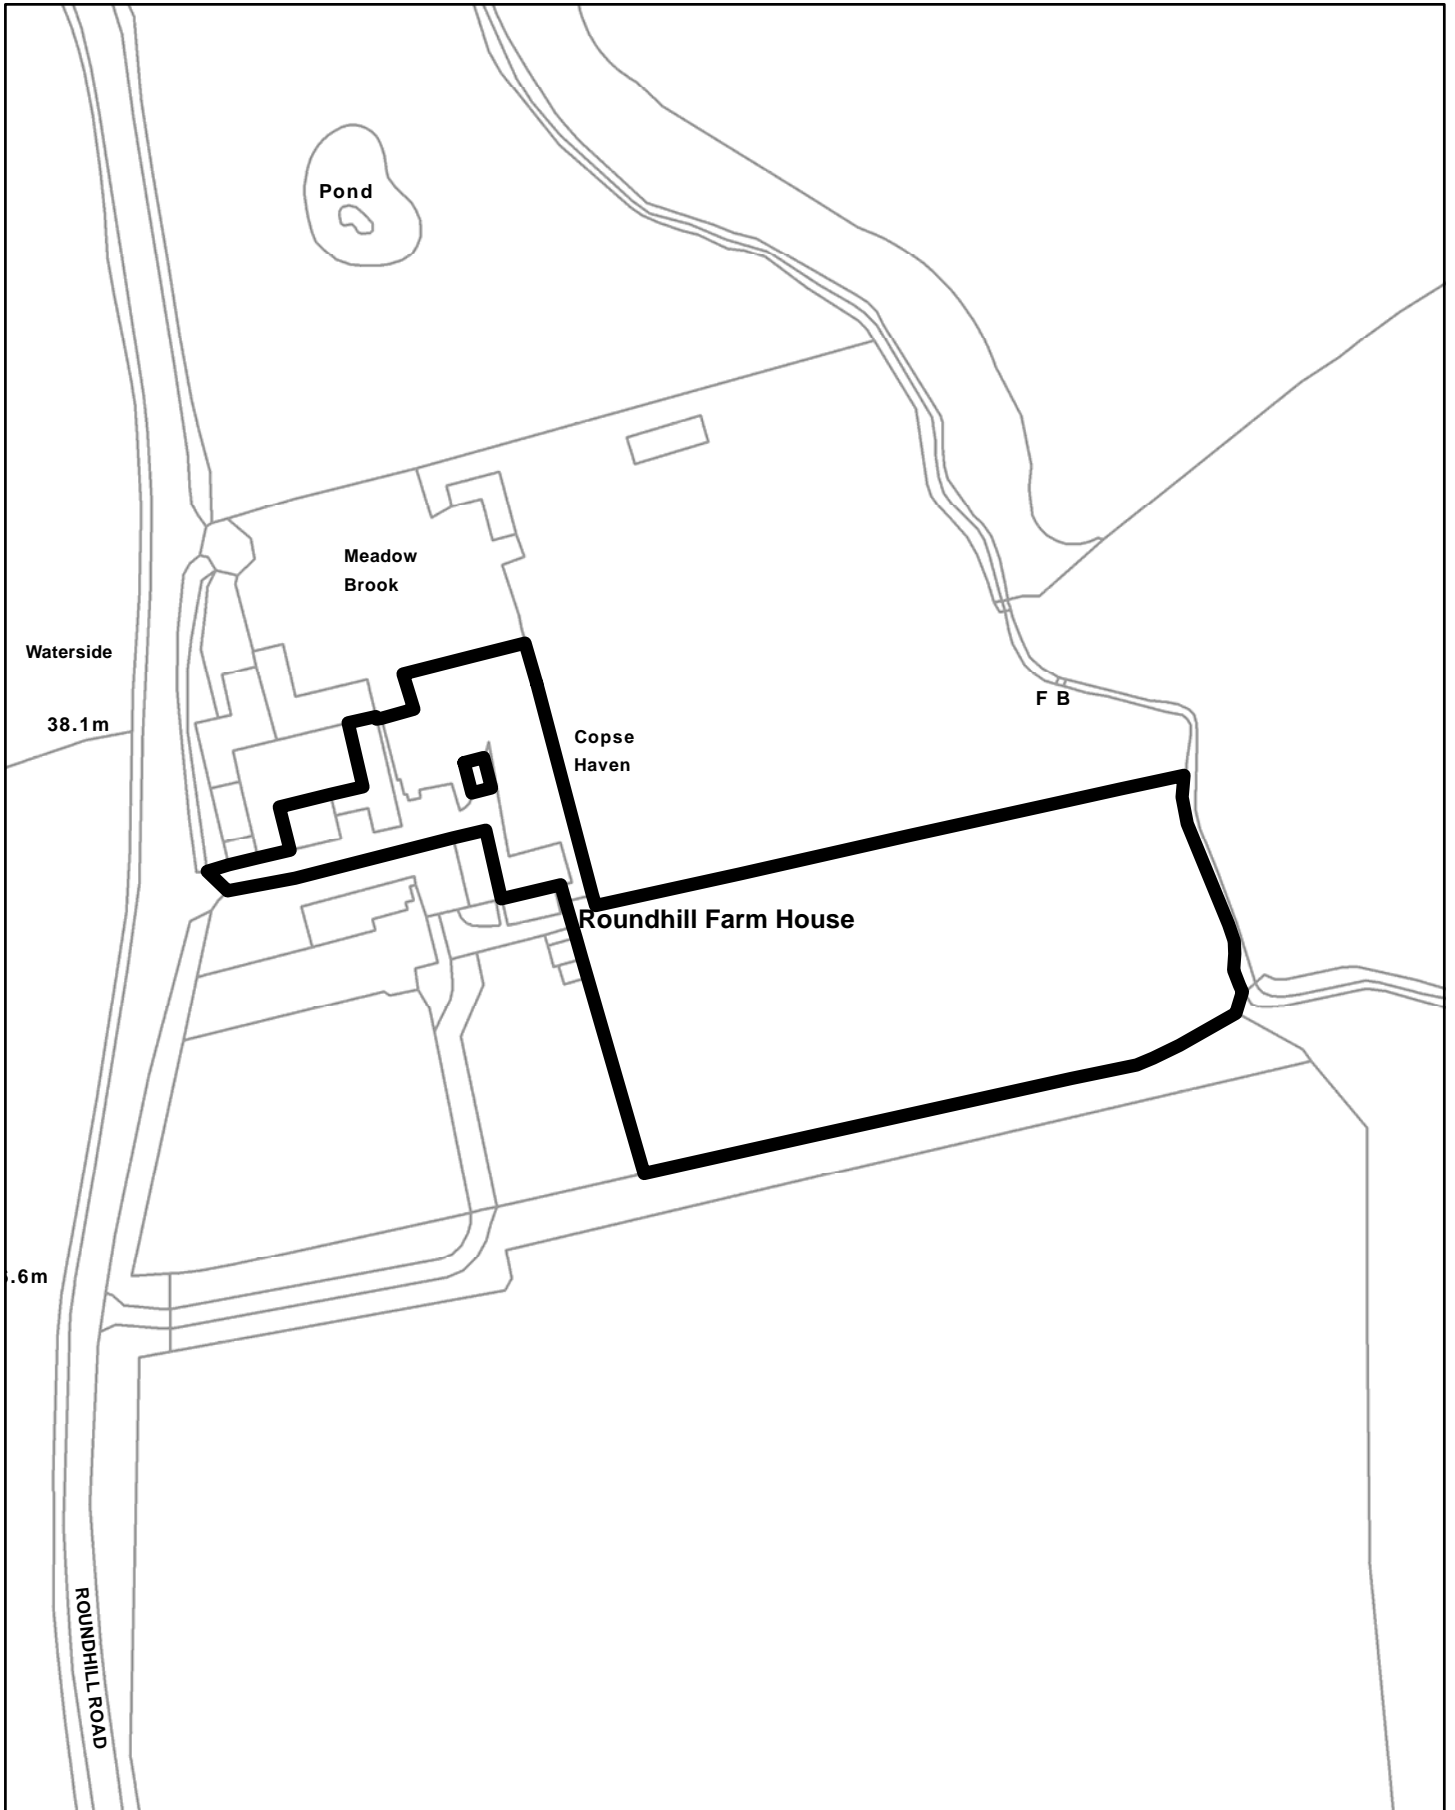 Pond
Meadow
Brook
Waterside
38.1m
F B
Copse
Haven
Roundhill Farm House
.6m
ROUNDHILL ROAD